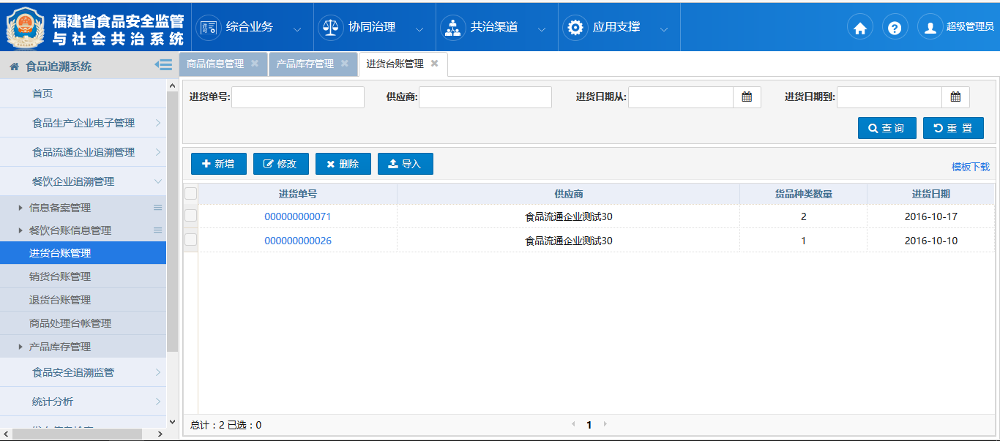 福建省食品安全监管
与社会共治系统
综合业务
协同治理
共治渠道
应用支撑
超级管理员
食品追溯系统
商品信息管理
产品库存管理
进货台账管理
首页
食品生产企业电子管理
食品流通企业追溯管理
餐饮企业追溯管理
信息备案管理
餐饮台账信息管理
进货台账管理
销货台账管理
退货台账管理
商品处理台帐管理
产品库存管理
食品安全追溯监管
统计分析
进货单号:
供应商:
进货日期从:
进货日期到:
查询
重置
新增
修改
删除
导入
模板下载
进货单号 供应商 货品种类数量 进货日期
000000000071 食品流通企业测试30 2 2016-10-17
000000000026 食品流通企业测试30 1 2016-10-10
总计：2 已选：0
1